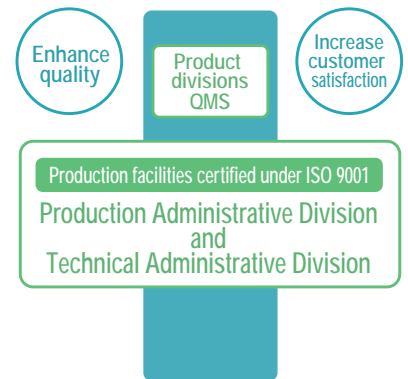 Enhance
quality
Product
divisions
QMS
Increase
customer
satisfaction
Production facilities certified under ISO 9001
Production Administrative Division
and
Technical Administrative Division